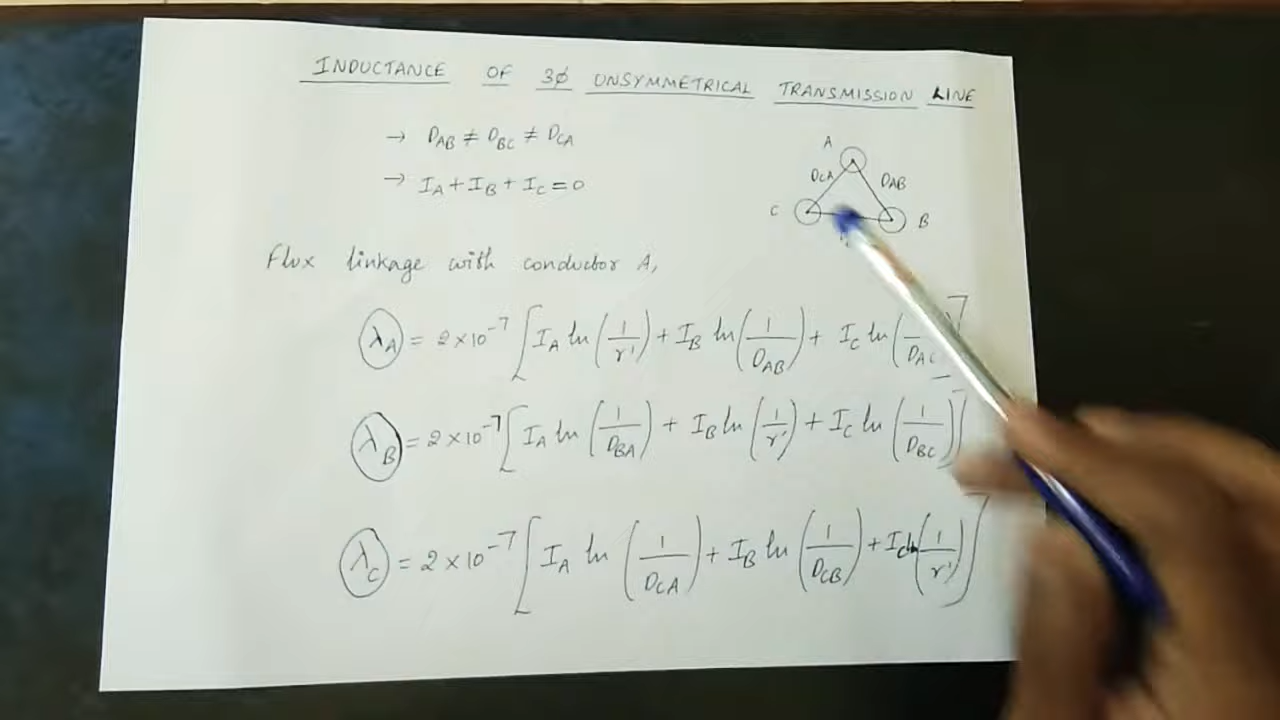 INDUCTANCE OF 3ϕ UNSYMMETRICAL TRANSMISSION LINE
→ D_AB ≠ D_BC ≠ D_CA
→ I_A + I_B + I_C = 0
A
D_CA D_AB
C B
Flux linkage with conductor A,
λ_A = 2 × 10^-7 [ I_A ln (1/r') + I_B ln (1/D_AB) + I_C ln ( /D_AC ]
λ_B = 2 × 10^-7 [ I_A ln (1/D_BA) + I_B ln (1/r') + I_C ln (1/D_BC) ]
λ_C = 2 × 10^-7 [ I_A ln (1/D_CA) + I_B ln (1/D_CB) + I_C ln (1/r') ]